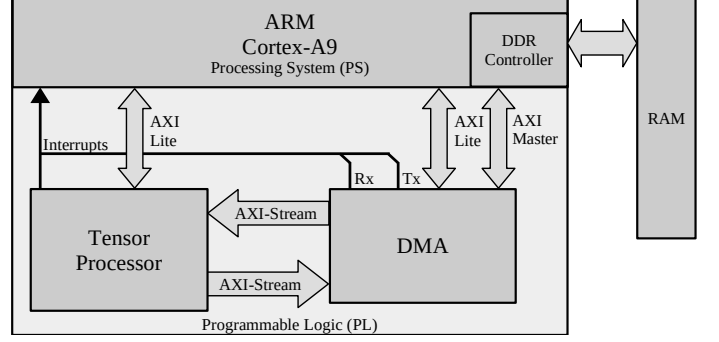 ARM
Cortex-A9
Processing System (PS)
DDR
Controller
RAM
AXI
Lite
AXI
Lite
AXI
Master
Interrupts
Rx
Tx
AXI-Stream
Tensor
Processor
DMA
AXI-Stream
Programmable Logic (PL)